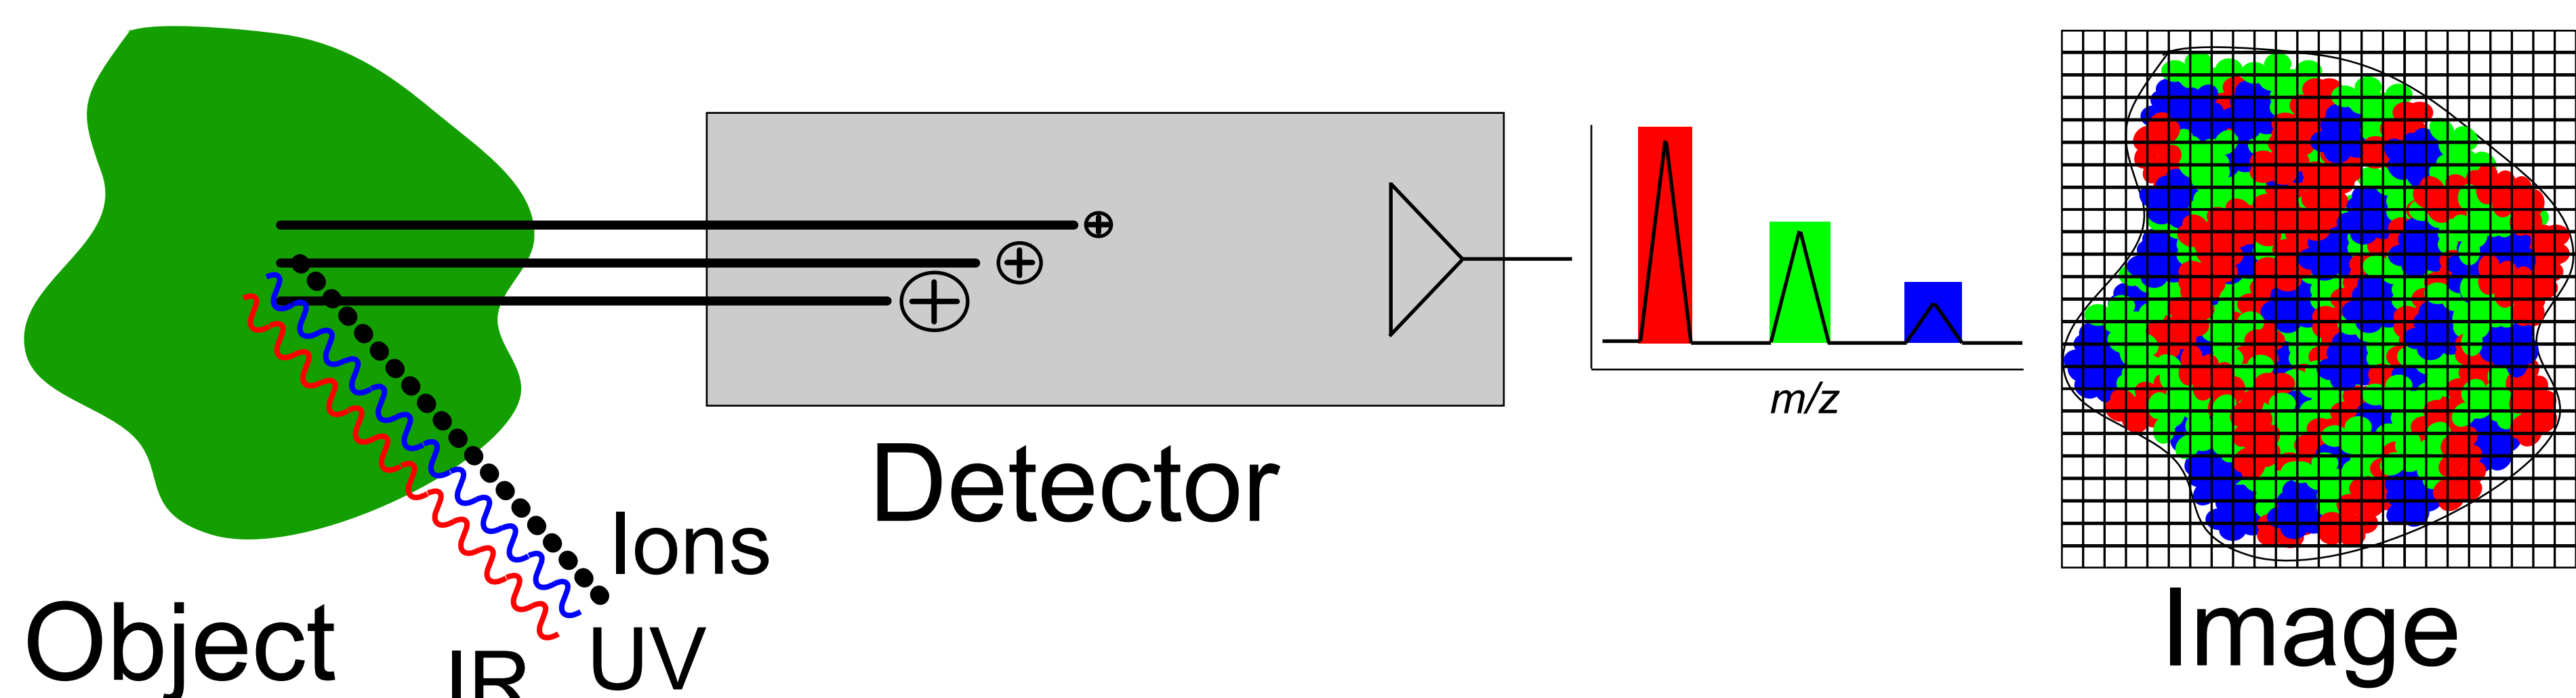 Object
IR
UV
Ions
Detector
m/z
Image